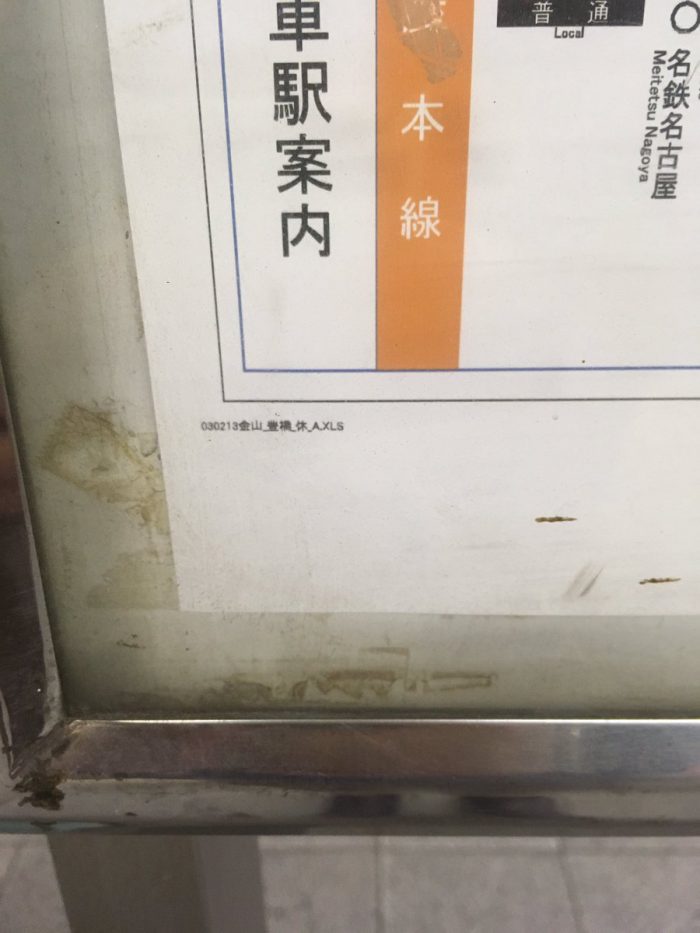 車駅案内
本線
普通
Local
名鉄名古屋
Meitetsu Nagoya
030213金山_豊橋_休_A.XLS